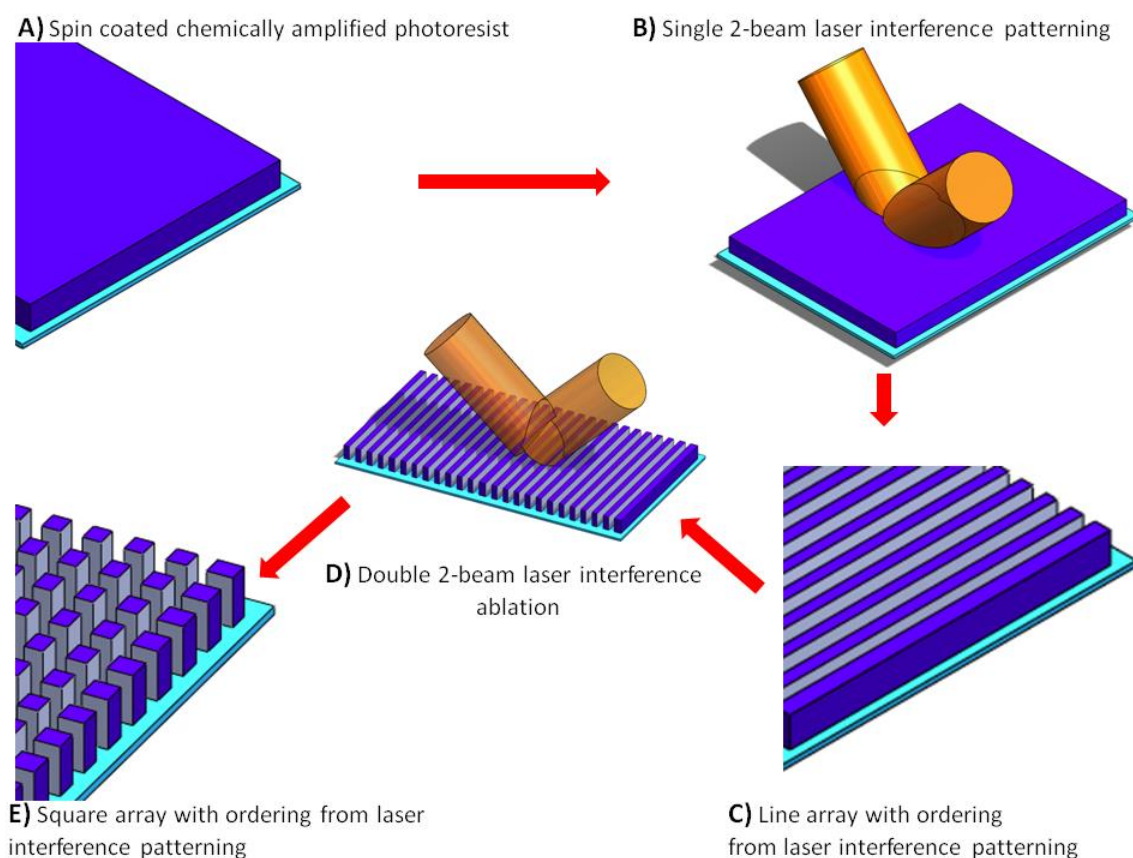 A) Spin coated chemically amplified photoresist
B) Single 2-beam laser interference patterning
D) Double 2-beam laser interference
ablation
E) Square array with ordering from laser
interference patterning
C) Line array with ordering
from laser interference patterning